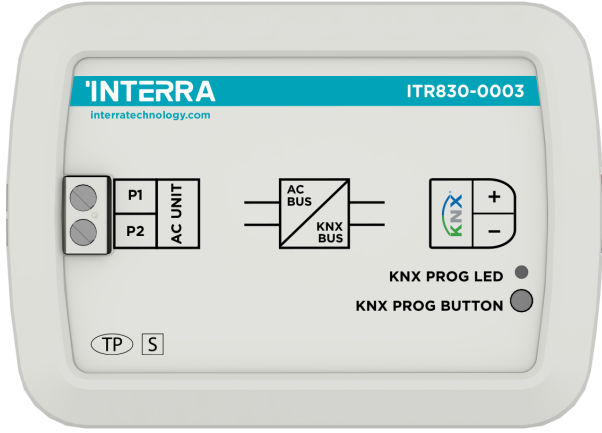 INTERRA
ITR830-0003
interratechnology.com
P1
P2
AC UNIT
AC
BUS
KNX
BUS
KNX
+
−
KNX PROG LED
KNX PROG BUTTON
TP
S